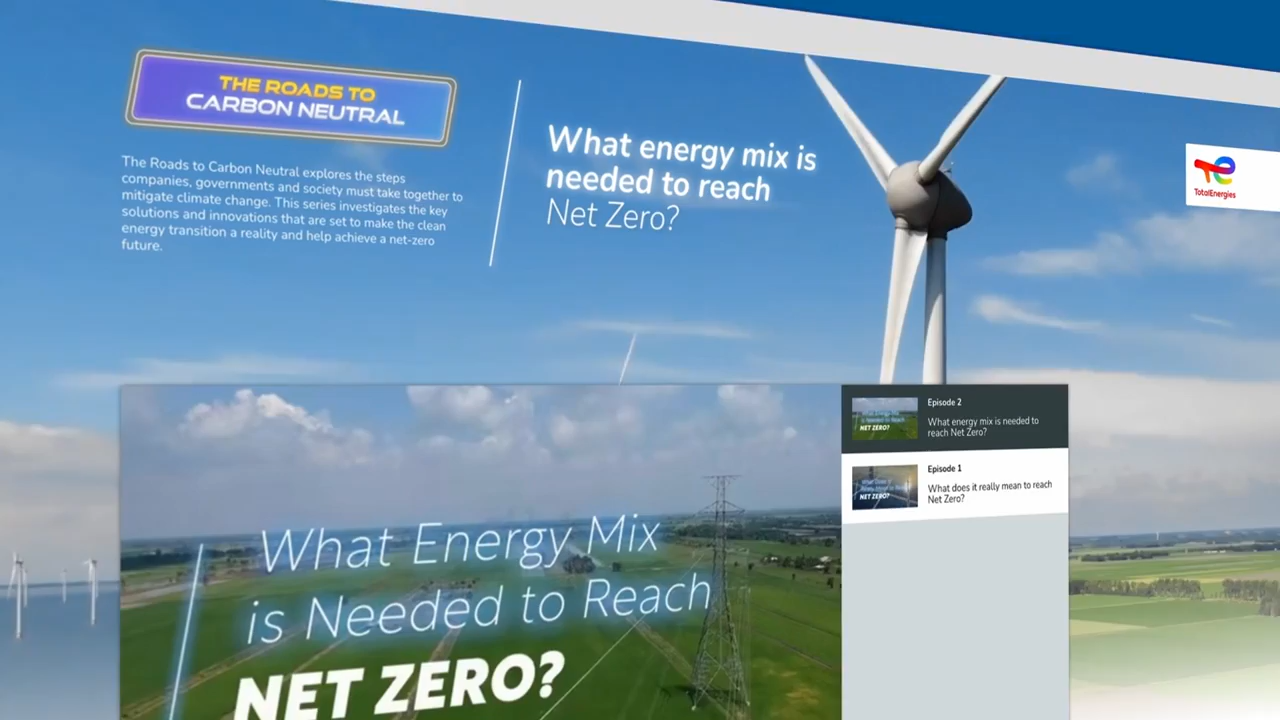 THE ROADS TO
CARBON NEUTRAL
The Roads to Carbon Neutral explores the steps
companies, governments and society must take together to
mitigate climate change. This series investigates the key
solutions and innovations that are set to make the clean
energy transition a reality and help achieve a net-zero
future.
What energy mix is
needed to reach
Net Zero?
TotalEnergies
What Energy Mix
is Needed to Reach
NET ZERO?
Episode 2
What energy mix is needed to
reach Net Zero?
NET ZERO?
Episode 1
What does it really mean to reach
Net Zero?
NET ZERO?